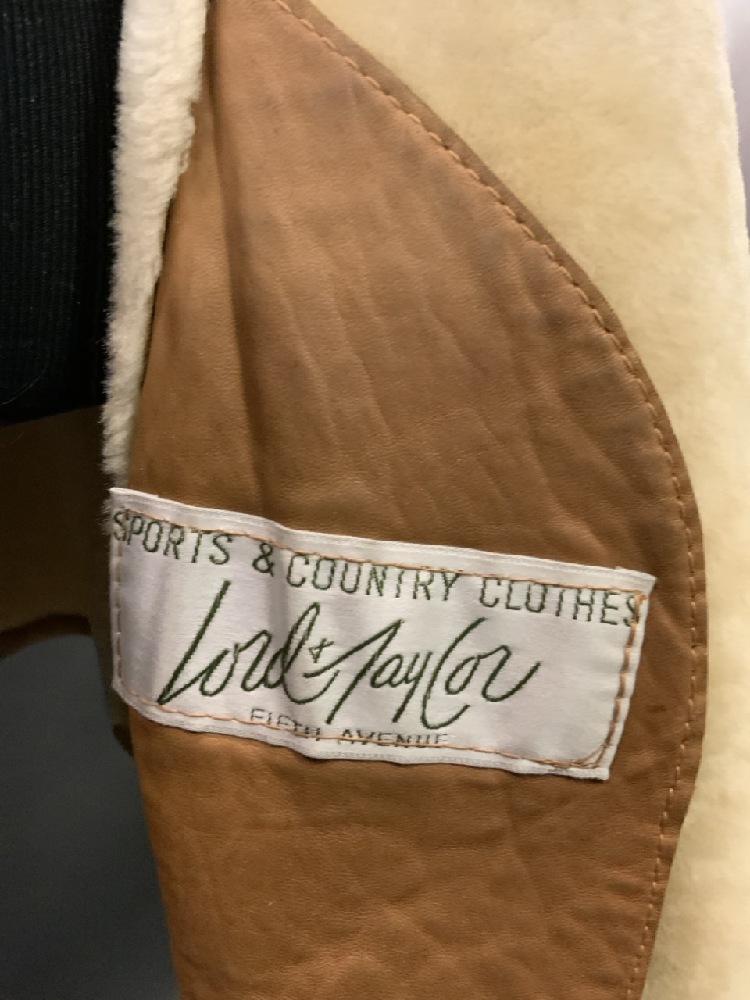 SPORTS & COUNTRY CLOTHES
Lord & Taylor
FIFTH AVENUE